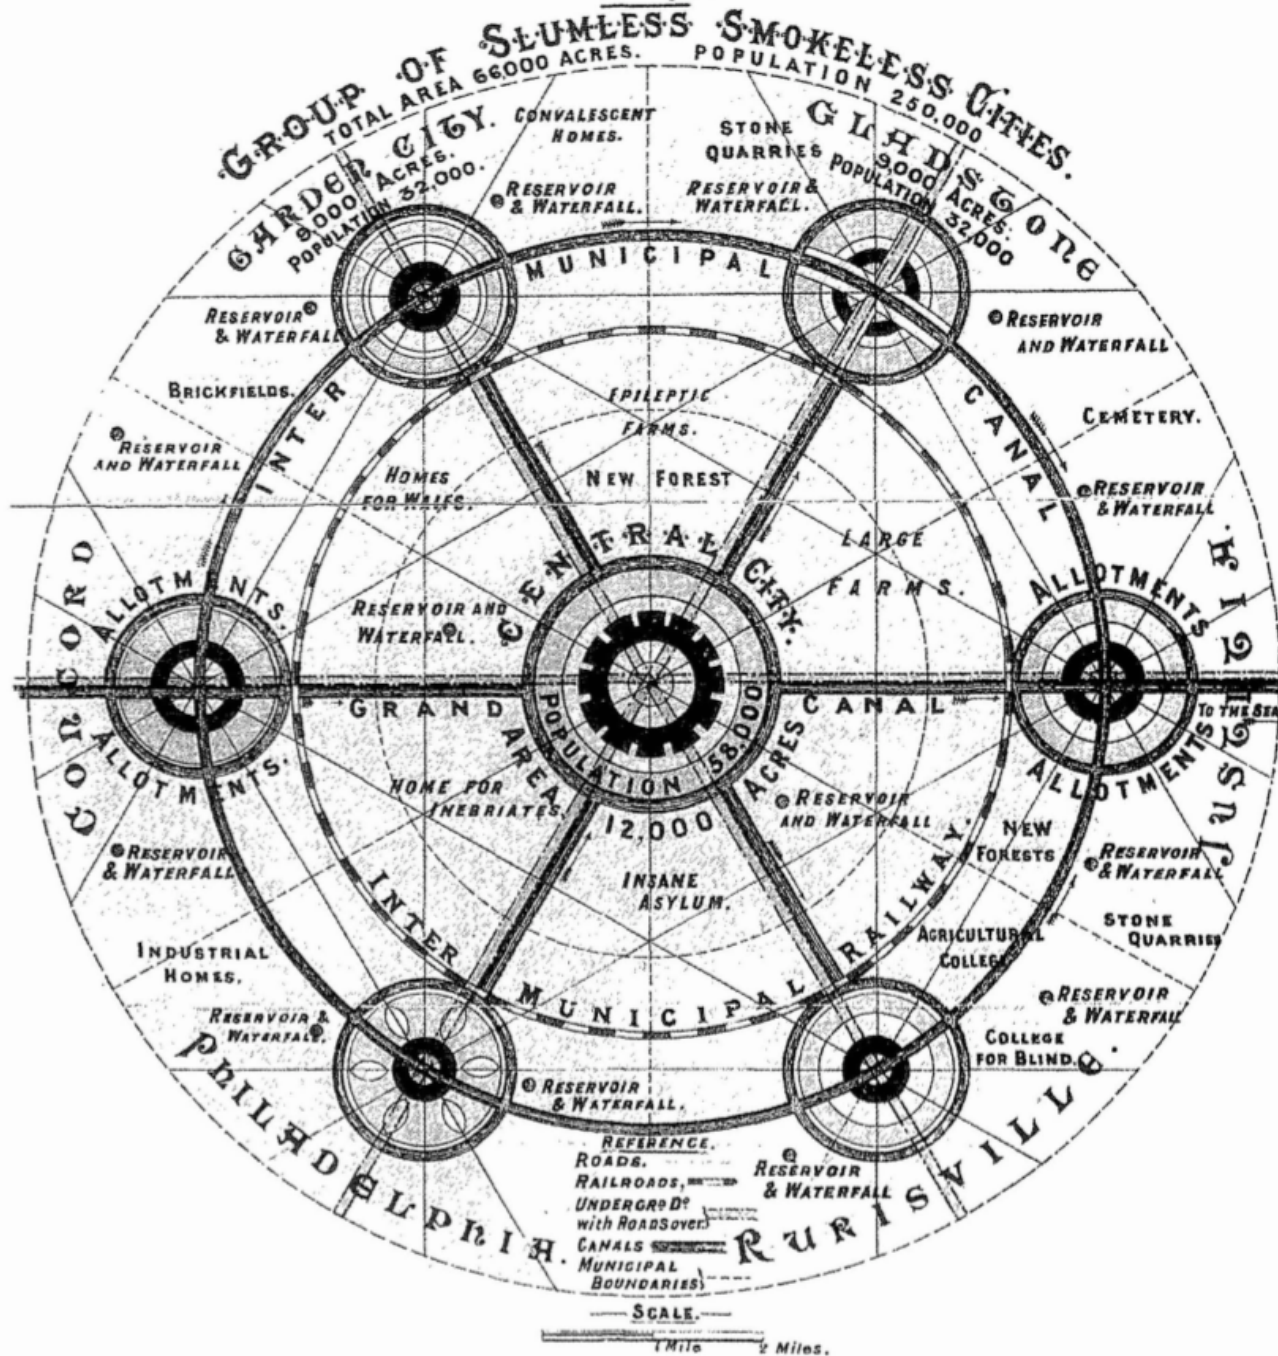 GROUP OF SLUMLESS SMOKELESS CITIES.
TOTAL AREA 66,000 ACRES. POPULATION 250,000
GARDEN CITY.
9,000 ACRES.
POPULATION 32,000.
CONVALESCENT
HOMES.
STONE
QUARRIES
GLADSTONE
9,000 ACRES.
POPULATION 32,000
RESERVOIR
& WATERFALL.
RESERVOIR &
WATERFALL.
INTER MUNICIPAL CANAL
RESERVOIR
& WATERFALL
RESERVOIR
AND WATERFALL
BRICKFIELDS.
EPILEPTIC
FARMS.
CEMETERY.
RESERVOIR
AND WATERFALL
HOMES
FOR WAIFS.
NEW FOREST
RESERVOIR
& WATERFALL
LARGE
FARMS.
CONCORD
ALLOTMENTS.
RESERVOIR AND
WATERFALL.
CENTRAL CITY.
ALLOTMENTS
JUSTITIA
GRAND CANAL
TO THE SEA
POPULATION 58,000
AREA 12,000 ACRES
ALLOTMENTS.
ALLOTMENTS
HOME FOR
INEBRIATES.
RESERVOIR
AND WATERFALL
NEW
FORESTS
RESERVOIR
& WATERFALL
RESERVOIR
& WATERFALL
INSANE
ASYLUM.
INTER MUNICIPAL RAILWAY.
AGRICULTURAL
COLLEGE
STONE
QUARRIES
INDUSTRIAL
HOMES.
RESERVOIR &
WATERFALL.
RESERVOIR
& WATERFALL
COLLEGE
FOR BLIND.
PHILADELPHIA.
RESERVOIR
& WATERFALL.
RURISVILLE.
RESERVOIR
& WATERFALL
REFERENCE.
ROADS.
RAILROADS,
UNDERGRD Do
with ROADS over
CANALS
MUNICIPAL
BOUNDARIES
SCALE.
1 Mile 2 Miles.